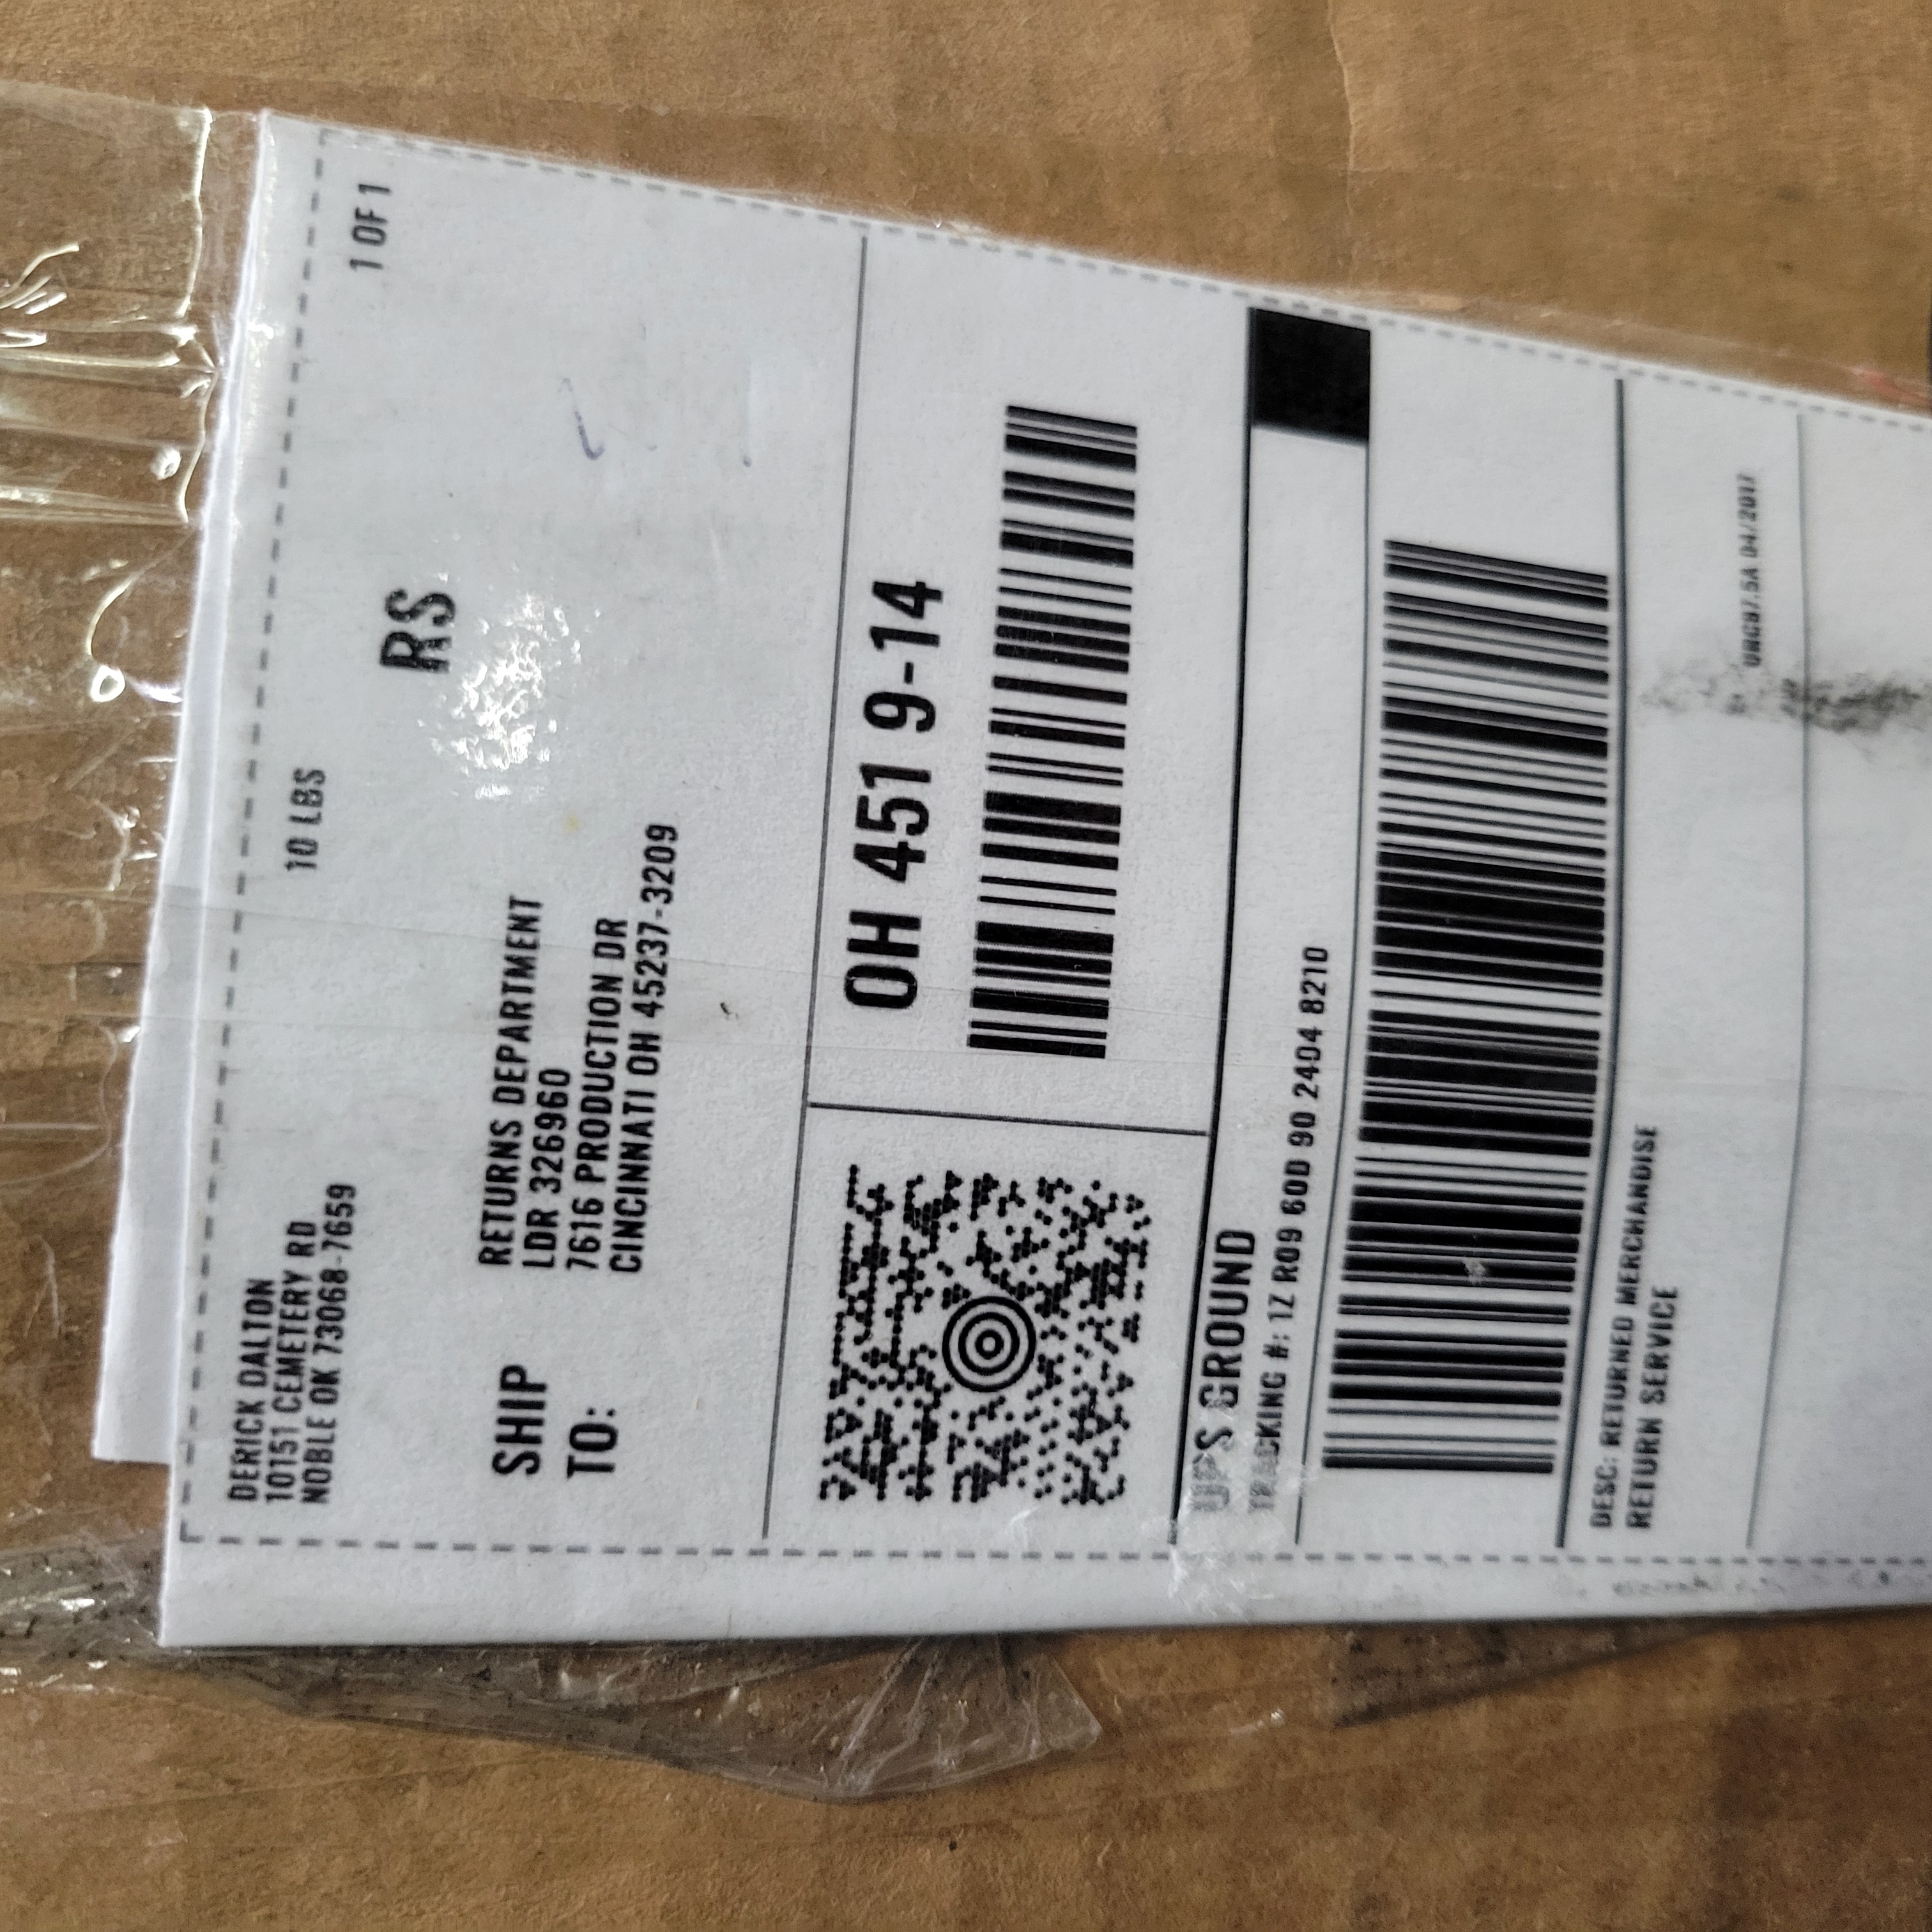 DERICK DALTON
10151 CEMETERY RD
NOBLE OK 73068-7659
10 LBS
1 OF 1
RS
SHIP
TO:
RETURNS DEPARTMENT
LDR 326960
7616 PRODUCTION DR
CINCINNATI OH 45237-3209
OH 451 9-14
UPS GROUND
TRACKING #: 1Z R09 60D 90 2404 8210
DESC: RETURNED MERCHANDISE
RETURN SERVICE
04/2017